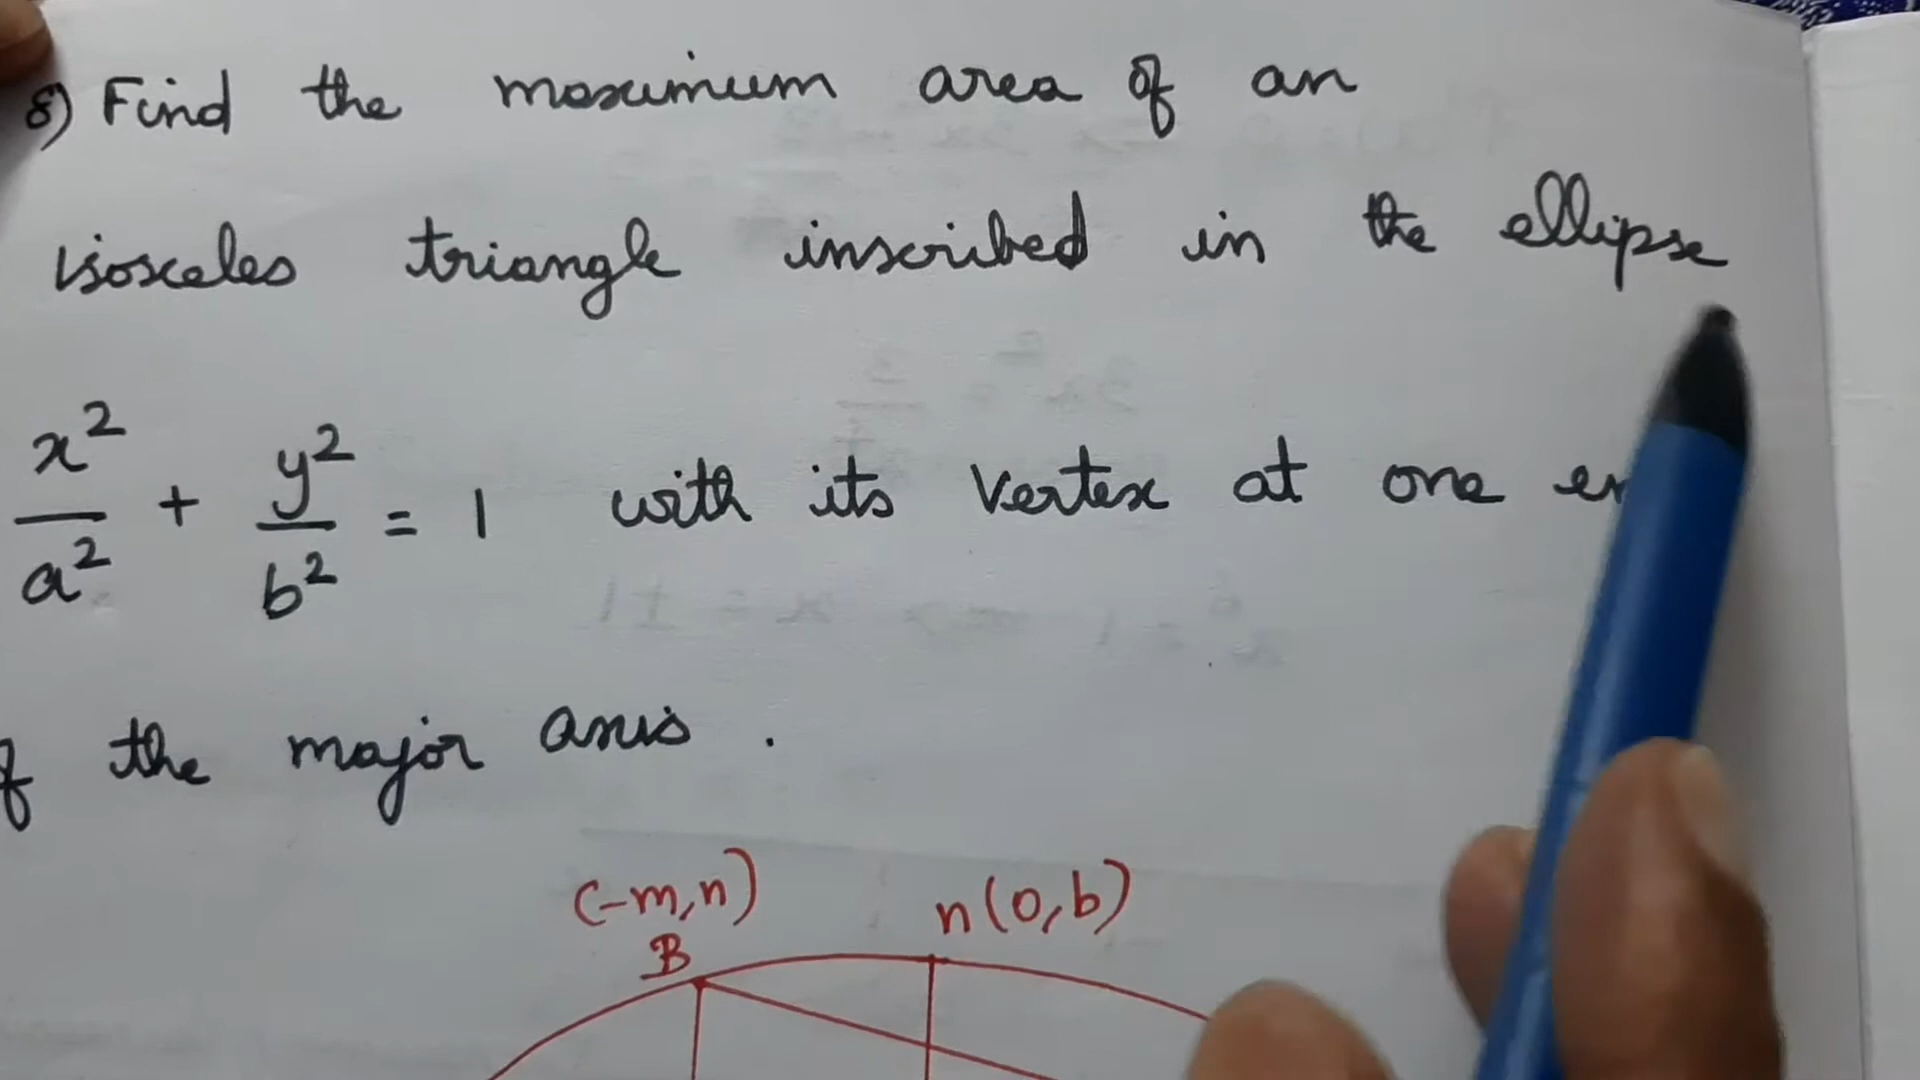 8) Find the maximum area of an
isosceles triangle inscribed in the ellipse
x²/a² + y²/b² = 1 with its vertex at one
the major axis .
(-m,n) n(0,b)
B